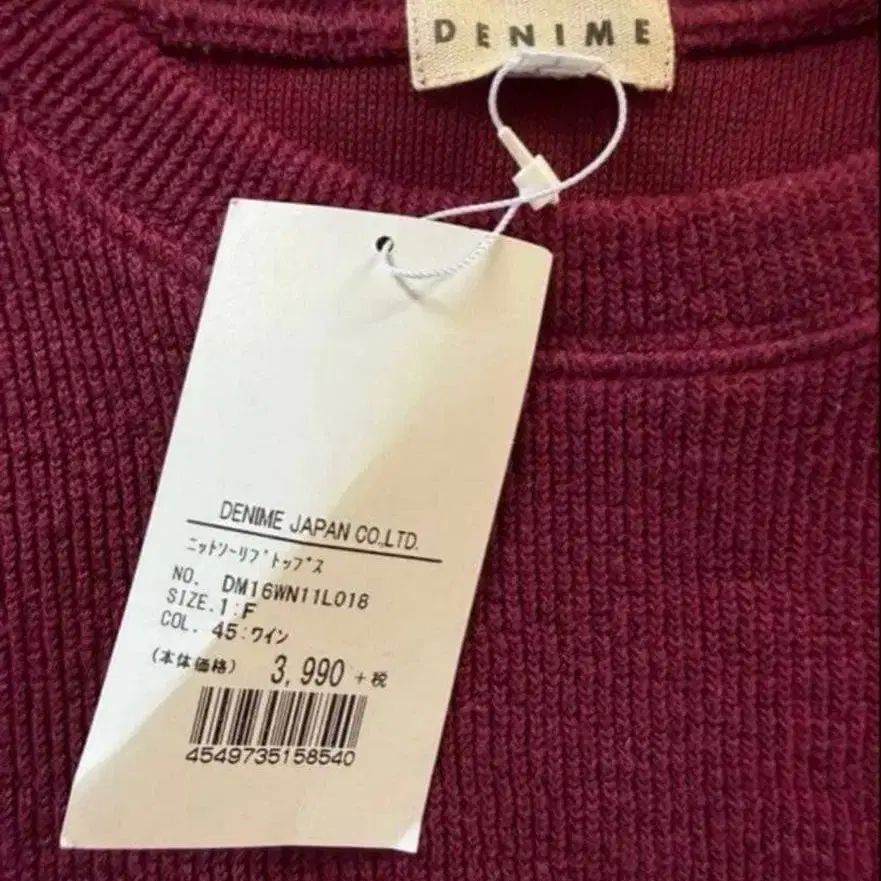 DENIME
DENIME JAPAN CO.,LTD.
ニットソーリブトップス
NO. DM16WN11L018
SIZE.1:F
COL. 45:ワイン
(本体価格) 3,990 +税
4549735158540